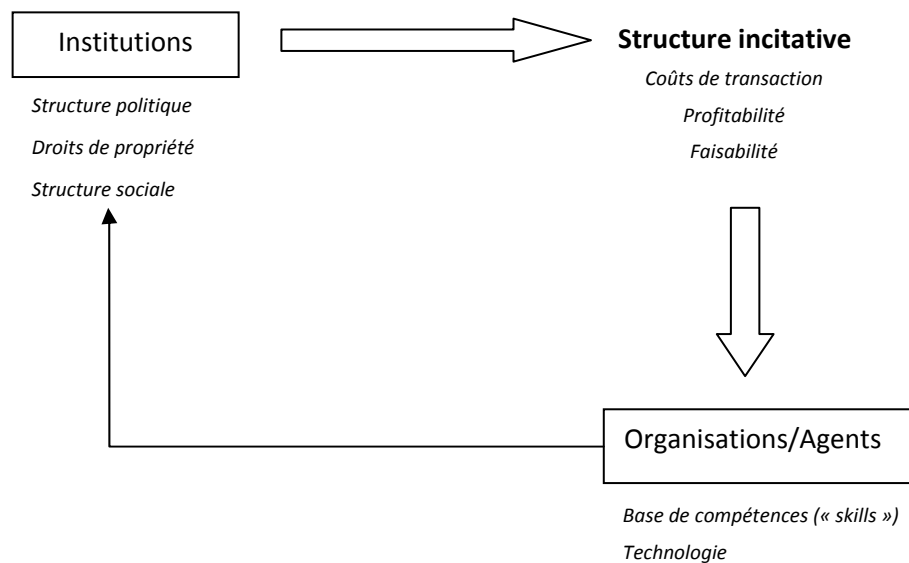 Institutions
Structure politique
Droits de propriété
Structure sociale
Structure incitative
Coûts de transaction
Profitabilité
Faisabilité
Organisations/Agents
Base de compétences (« skills »)
Technologie